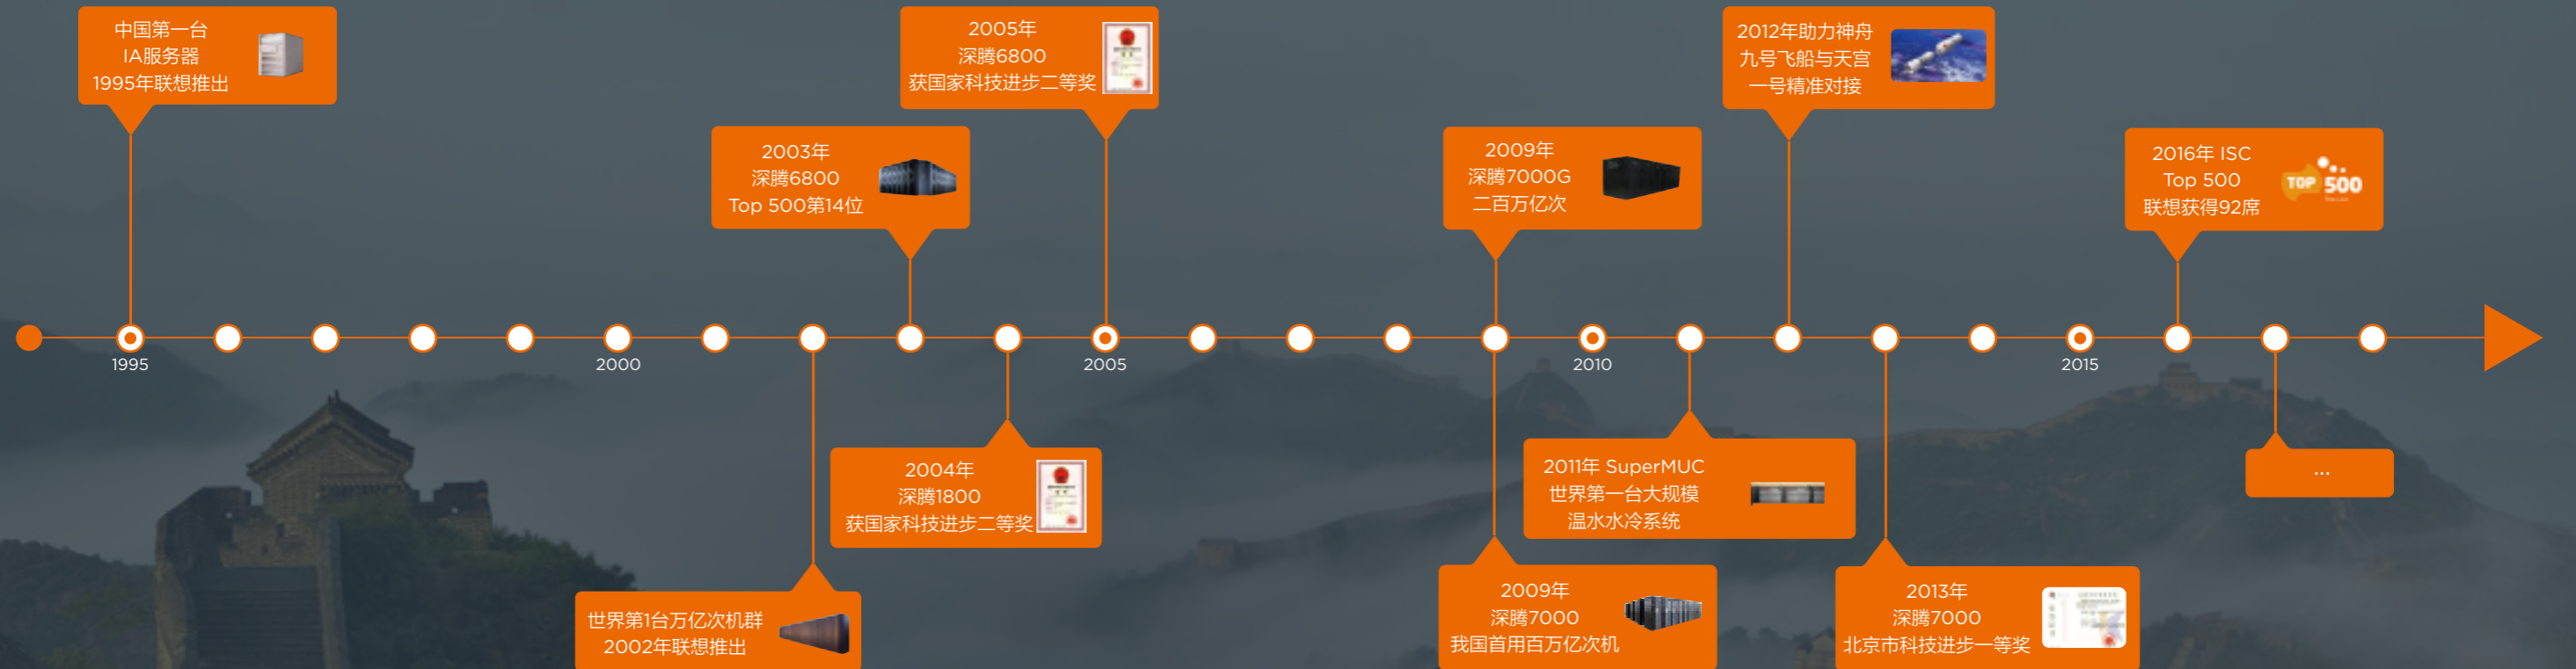 中国第一台
IA服务器
1995年联想推出
2005年
深腾6800
获国家科技进步二等奖
2012年助力神舟
九号飞船与天宫
一号精准对接
2003年
深腾6800
Top 500第14位
2009年
深腾7000G
二百万亿次
2016年 ISC
Top 500
联想获得92席
TOP 500
1995
2000
2005
2010
2015
2004年
深腾1800
获国家科技进步二等奖
2011年 SuperMUC
世界第一台大规模
温水水冷系统
...
世界第1台万亿次机群
2002年联想推出
2009年
深腾7000
我国首用百万亿次机
2013年
深腾7000
北京市科技进步一等奖